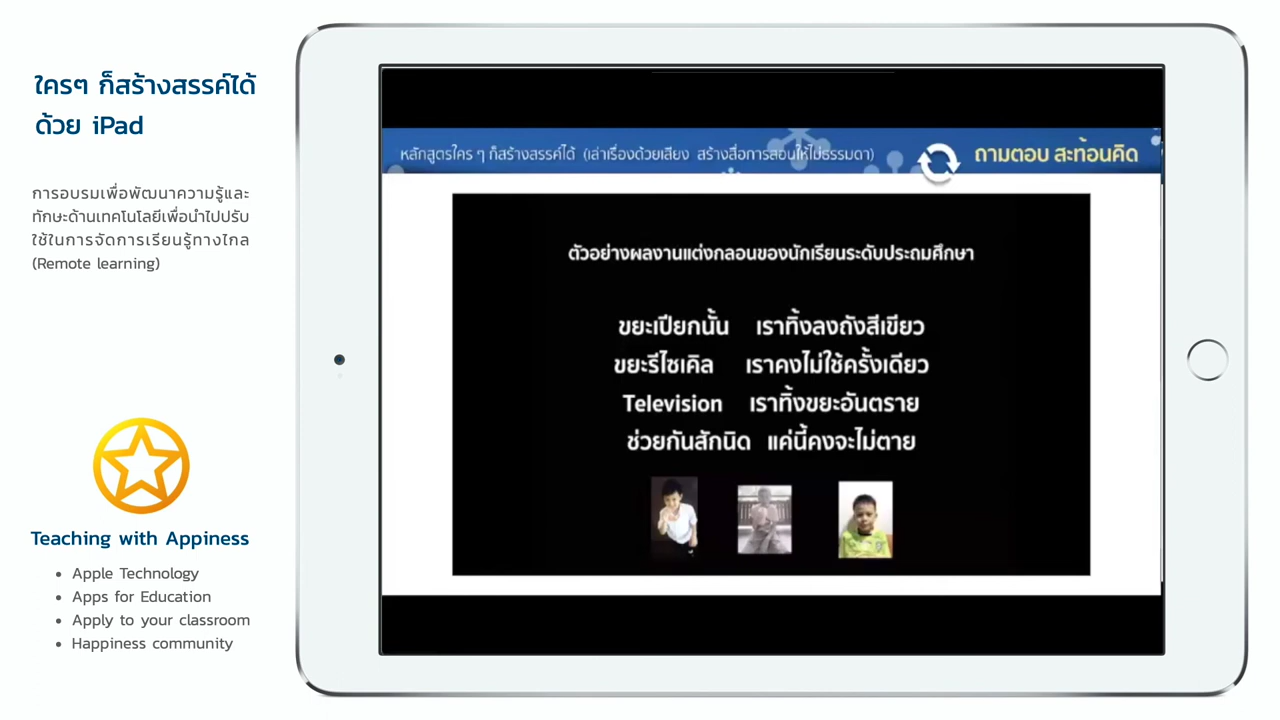 ใครๆ ก็สร้างสรรค์ได้
ด้วย iPad
การอบรมเพื่อพัฒนาความรู้และ
ทักษะด้านเทคโนโลยีเพื่อนำไปปรับ
ใช้ในการจัดการเรียนรู้ทางไกล
(Remote learning)
Teaching with Appiness
Apple Technology
Apps for Education
Apply to your classroom
Happiness community
หลักสูตรใคร ๆ ก็สร้างสรรค์ได้ (เล่าเรื่องด้วยเสียง สร้างสื่อการสอนให้ไม่ธรรมดา)
ถามตอบ สะท้อนคิด
ตัวอย่างผลงานแต่งกลอนของนักเรียนระดับประถมศึกษา
ขยะเปียกนั้น เราทิ้งลงถังสีเขียว
ขยะรีไซเคิล เราคงไม่ใช้ครั้งเดียว
Television เราทิ้งขยะอันตราย
ช่วยกันสักนิด แค่นี้คงจะไม่ตาย